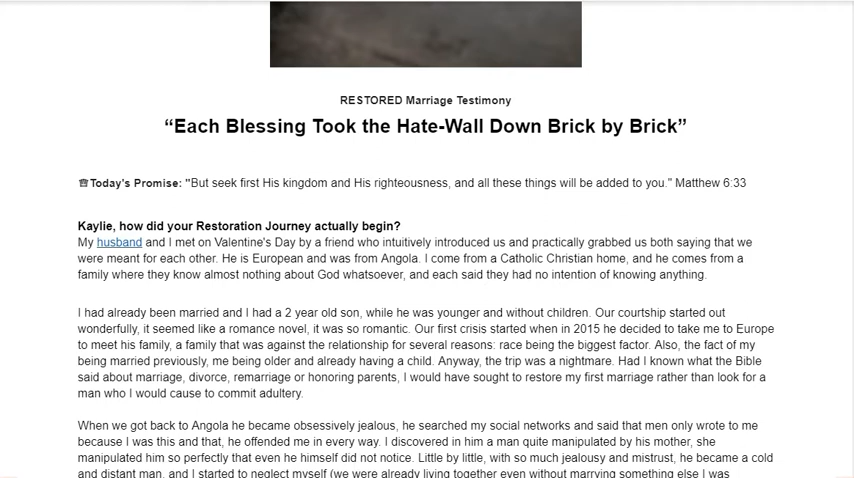 RESTORED Marriage Testimony
“Each Blessing Took the Hate-Wall Down Brick by Brick”
☎Today's Promise: "But seek first His kingdom and His righteousness, and all these things will be added to you." Matthew 6:33
Kaylie, how did your Restoration Journey actually begin?
My husband and I met on Valentine's Day by a friend who intuitively introduced us and practically grabbed us both saying that we
were meant for each other. He is European and was from Angola. I come from a Catholic Christian home, and he comes from a
family where they know almost nothing about God whatsoever, and each said they had no intention of knowing anything.
I had already been married and I had a 2 year old son, while he was younger and without children. Our courtship started out
wonderfully, it seemed like a romance novel, it was so romantic. Our first crisis started when in 2015 he decided to take me to Europe
to meet his family, a family that was against the relationship for several reasons: race being the biggest factor. Also, the fact of my
being married previously, me being older and already having a child. Anyway, the trip was a nightmare. Had I known what the Bible
said about marriage, divorce, remarriage or honoring parents, I would have sought to restore my first marriage rather than look for a
man who I would cause to commit adultery.
When we got back to Angola he became obsessively jealous, he searched my social networks and said that men only wrote to me
because I was this and that, he offended me in every way. I discovered in him a man quite manipulated by his mother, she
manipulated him so perfectly that even he himself did not notice. Little by little, with so much jealousy and mistrust, he became a cold
and distant man, and I started to neglect myself (we were already living together even without marrying something else I was